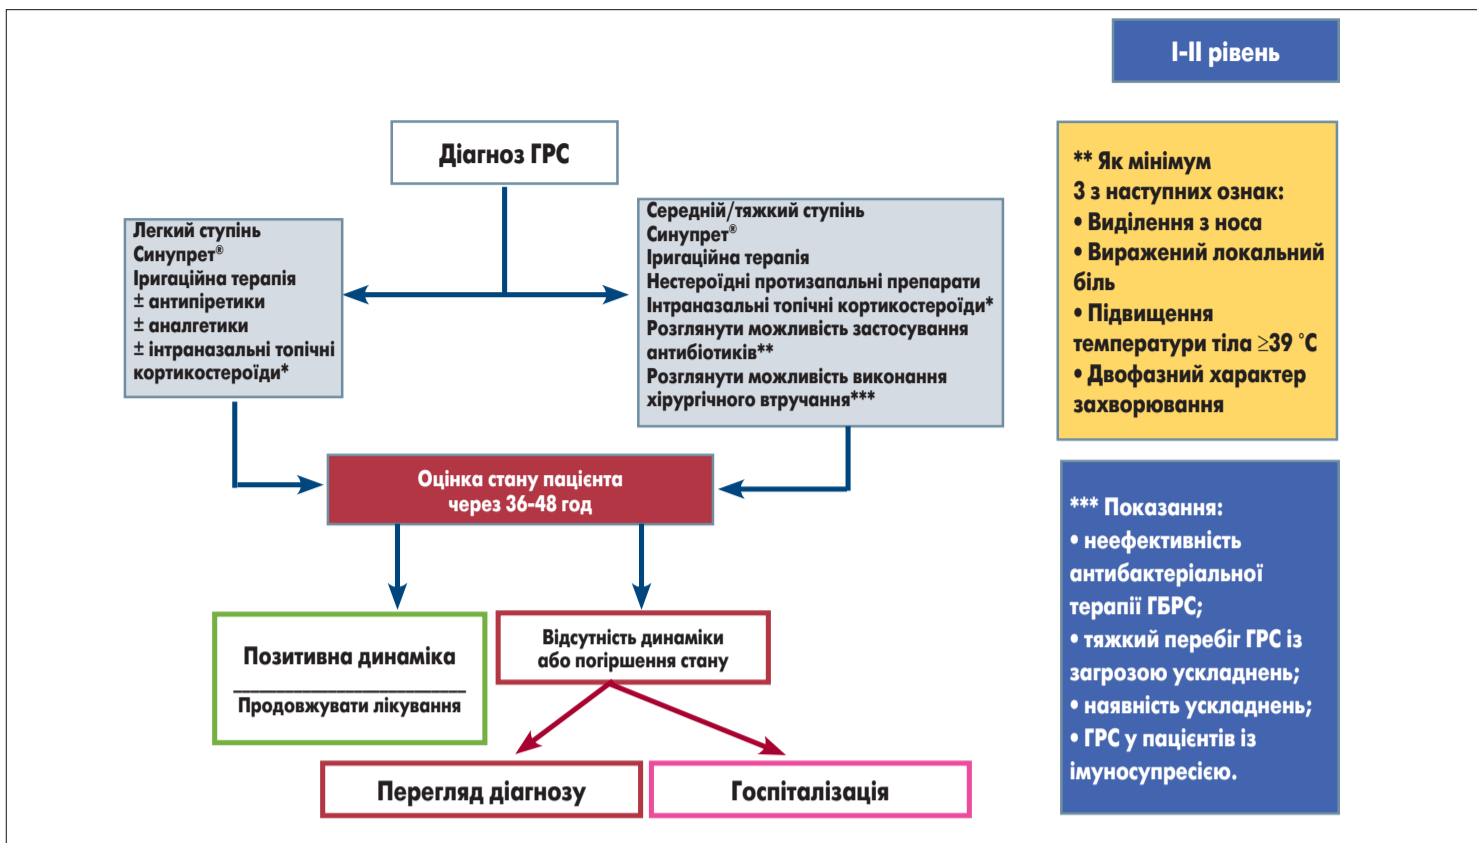 І-ІІ рівень
Діагноз ГРС
Легкий ступінь
Синупрет®
Іригаційна терапія
± антипіретики
± аналгетики
± інтраназальні топічні
кортикостероїди*
Середній/тяжкий ступінь
Синупрет®
Іригаційна терапія
Нестероїдні протизапальні препарати
Інтраназальні топічні кортикостероїди*
Розглянути можливість застосування
антибіотиків**
Розглянути можливість виконання
хірургічного втручання***
** Як мінімум
3 з наступних ознак:
• Виділення з носа
• Виражений локальний
біль
• Підвищення
температури тіла ≥39 °С
• Двофазний характер
захворювання
Оцінка стану пацієнта
через 36-48 год
Позитивна динаміка
Продовжувати лікування
Відсутність динаміки
або погіршення стану
Перегляд діагнозу
Госпіталізація
*** Показання:
• неефективність
антибактеріальної
терапії ГБРС;
• тяжкий перебіг ГРС із
загрозою ускладнень;
• наявність ускладнень;
• ГРС у пацієнтів із
імуносупресією.